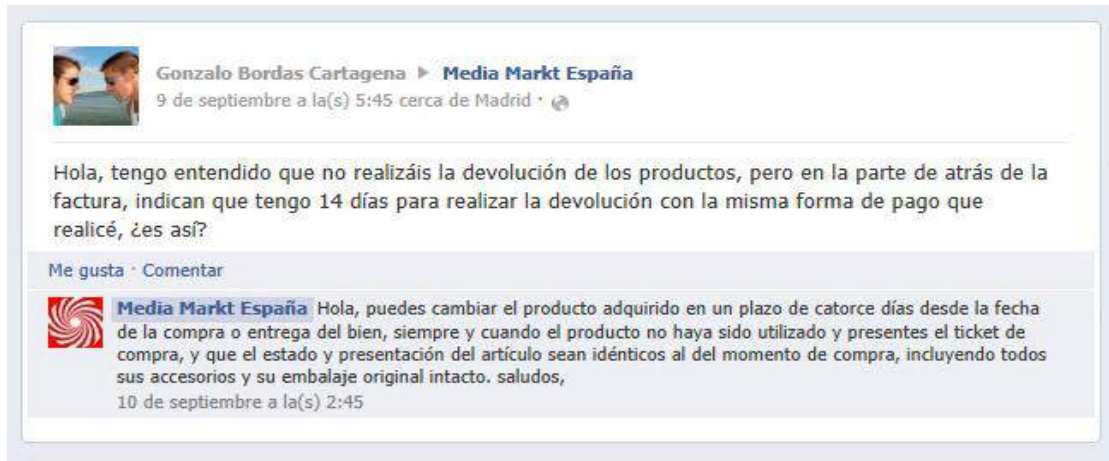 Gonzalo Bordas Cartagena ▶ Media Markt España
9 de septiembre a la(s) 5:45 cerca de Madrid ·
Hola, tengo entendido que no realizáis la devolución de los productos, pero en la parte de atrás de la
factura, indican que tengo 14 días para realizar la devolución con la misma forma de pago que
realicé, ¿es así?
Me gusta · Comentar
Media Markt España Hola, puedes cambiar el producto adquirido en un plazo de catorce días desde la fecha
de la compra o entrega del bien, siempre y cuando el producto no haya sido utilizado y presentes el ticket de
compra, y que el estado y presentación del artículo sean idénticos al del momento de compra, incluyendo todos
sus accesorios y su embalaje original intacto. saludos,
10 de septiembre a la(s) 2:45